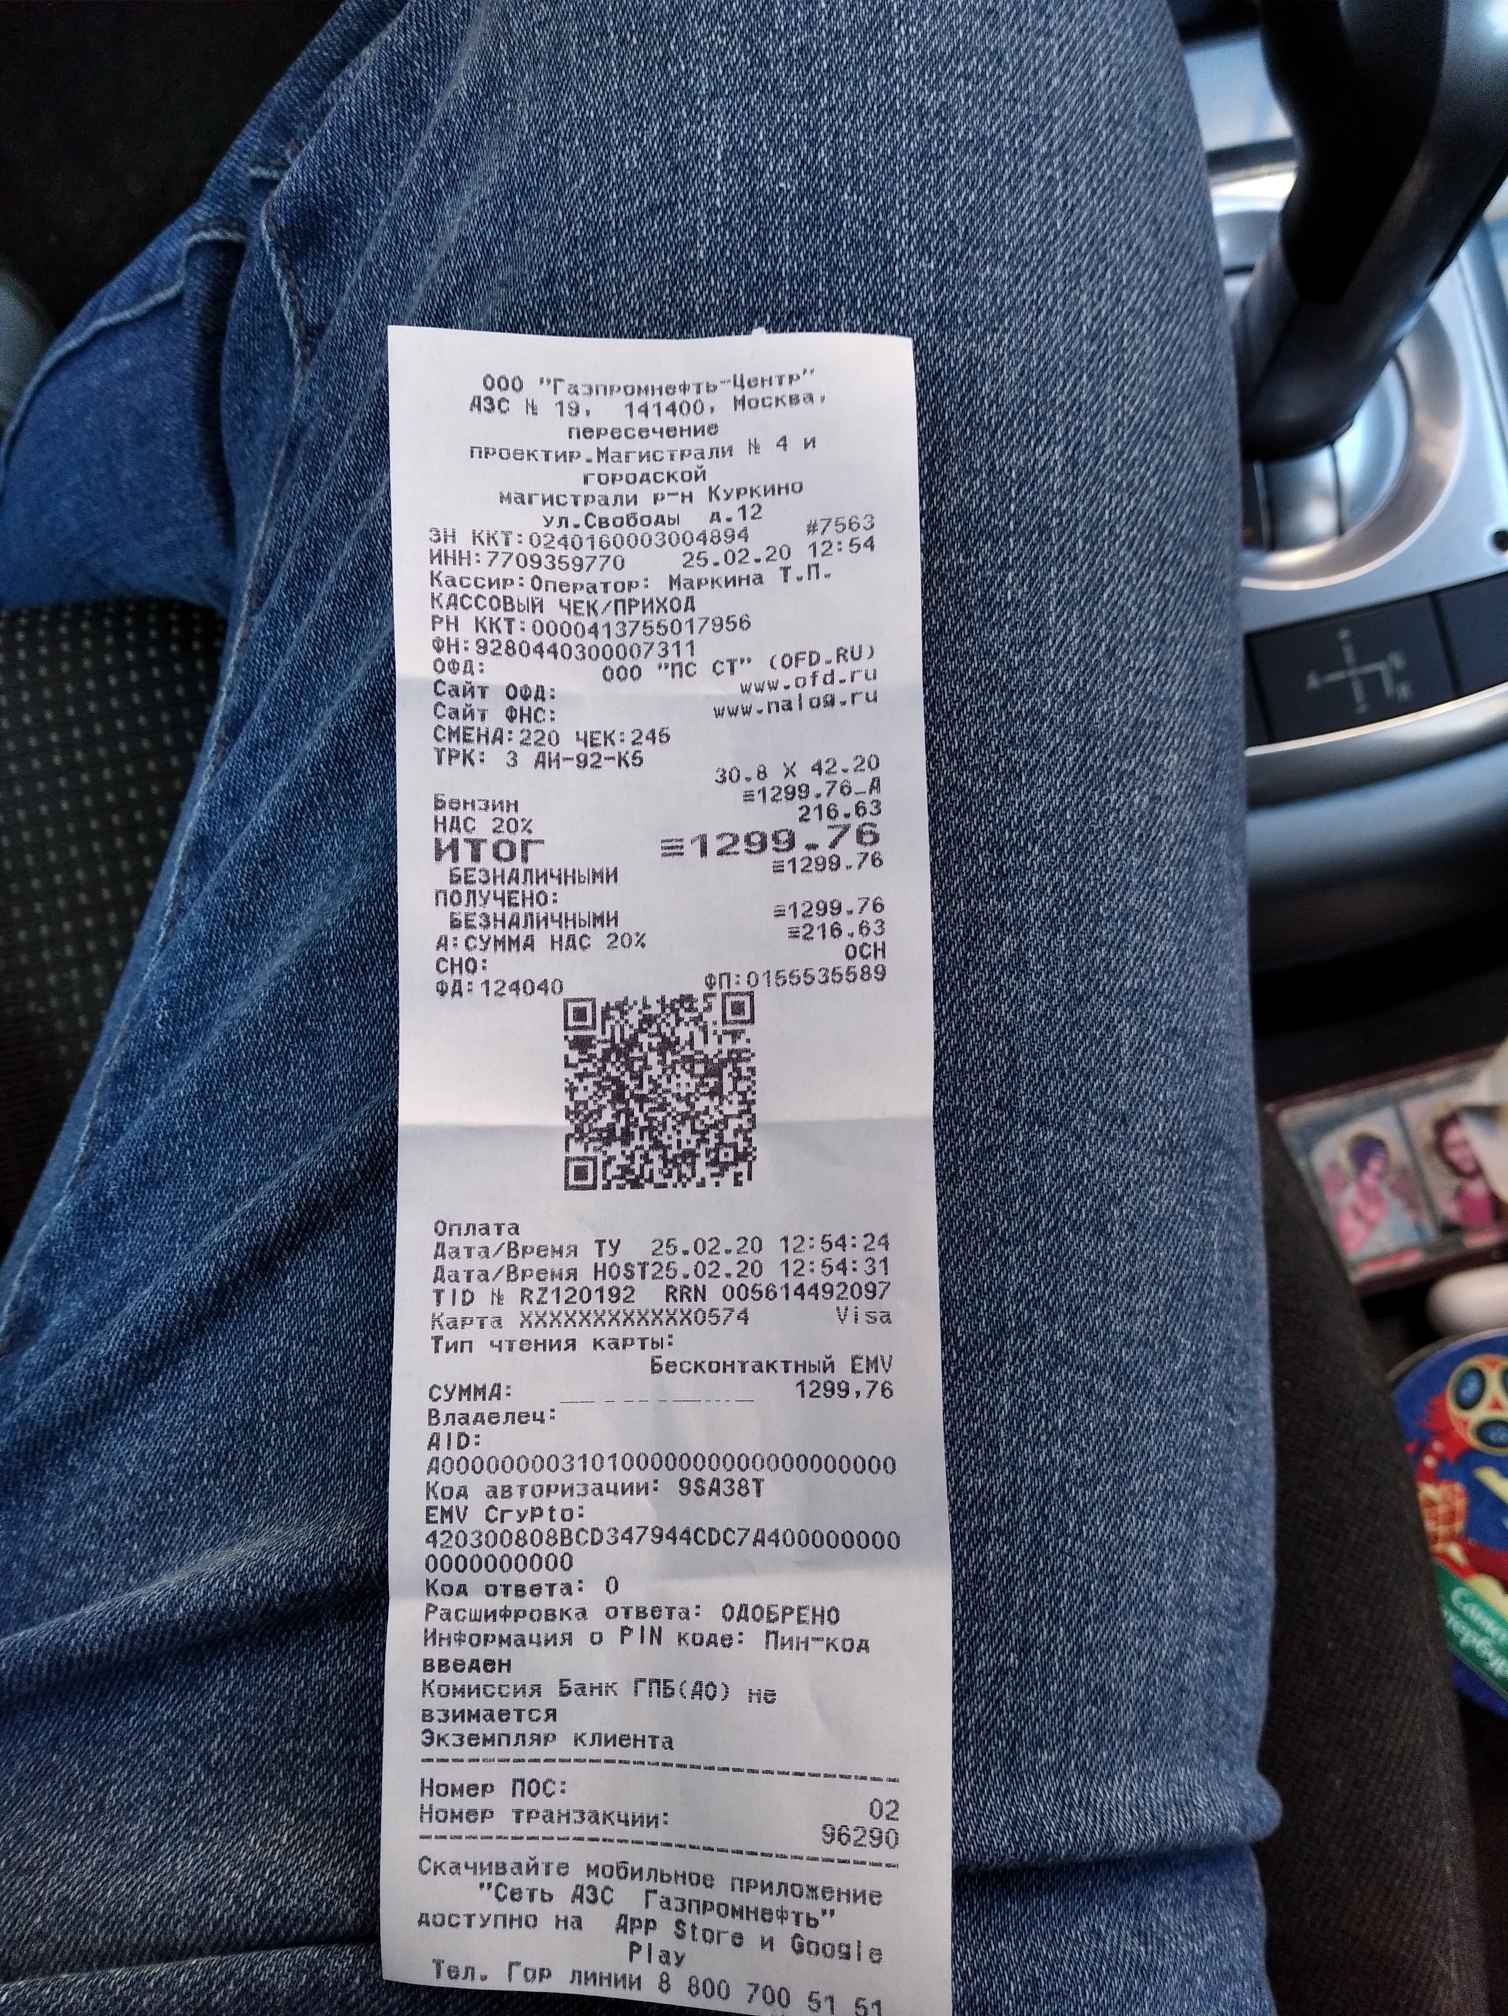 ООО "Газпромнефть-Центр"
АЗС № 19, 141400, Москва,
пересечение
проектир.Магистрали № 4 и
городской
магистрали р-н Куркино
ул.Свободы д.12
ЗН ККТ:0240160003004894 #7563
ИНН:7709359770 25.02.20 12:54
Кассир:Оператор: Маркина Т.П.
КАССОВЫЙ ЧЕК/ПРИХОД
РН ККТ:0000413755017956
ФН:9280440300007311
ОФД: ООО "ПС СТ" (OFD.RU)
Сайт ОФД: www.ofd.ru
Сайт ФНС: www.nalog.ru
СМЕНА:220 ЧЕК:245
ТРК: 3 АИ-92-К5
30.8 X 42.20
Бензин ≡1299.76_А
НДС 20% 216.63
ИТОГ ≡1299.76
БЕЗНАЛИЧНЫМИ ≡1299.76
ПОЛУЧЕНО:
БЕЗНАЛИЧНЫМИ ≡1299.76
А:СУММА НДС 20% ≡216.63
СНО: ОСН
ФД:124040 ФП:0155535589
Оплата
Дата/Время ТУ 25.02.20 12:54:24
Дата/Время HOST25.02.20 12:54:31
TID № RZ120192 RRN 005614492097
Карта XXXXXXXXXXXX0574 Visa
Тип чтения карты:
Бесконтактный EMV
СУММА: 1299,76
Владелец:
AID:
A0000000031010000000000000000000
Код авторизации: 9SA38T
EMV Crypto:
420300808BCD347944CDC7A400000000
0000000000
Код ответа: 0
Расшифровка ответа: ОДОБРЕНО
Информация о PIN коде: Пин-код
введен
Комиссия Банк ГПБ(АО) не
взимается
Экземпляр клиента
Номер ПОС: 02
Номер транзакции: 96290
Скачивайте мобильное приложение
"Сеть АЗС Газпромнефть"
доступно на App Store и Google
Play
Тел. Гор линии 8 800 700 51 51